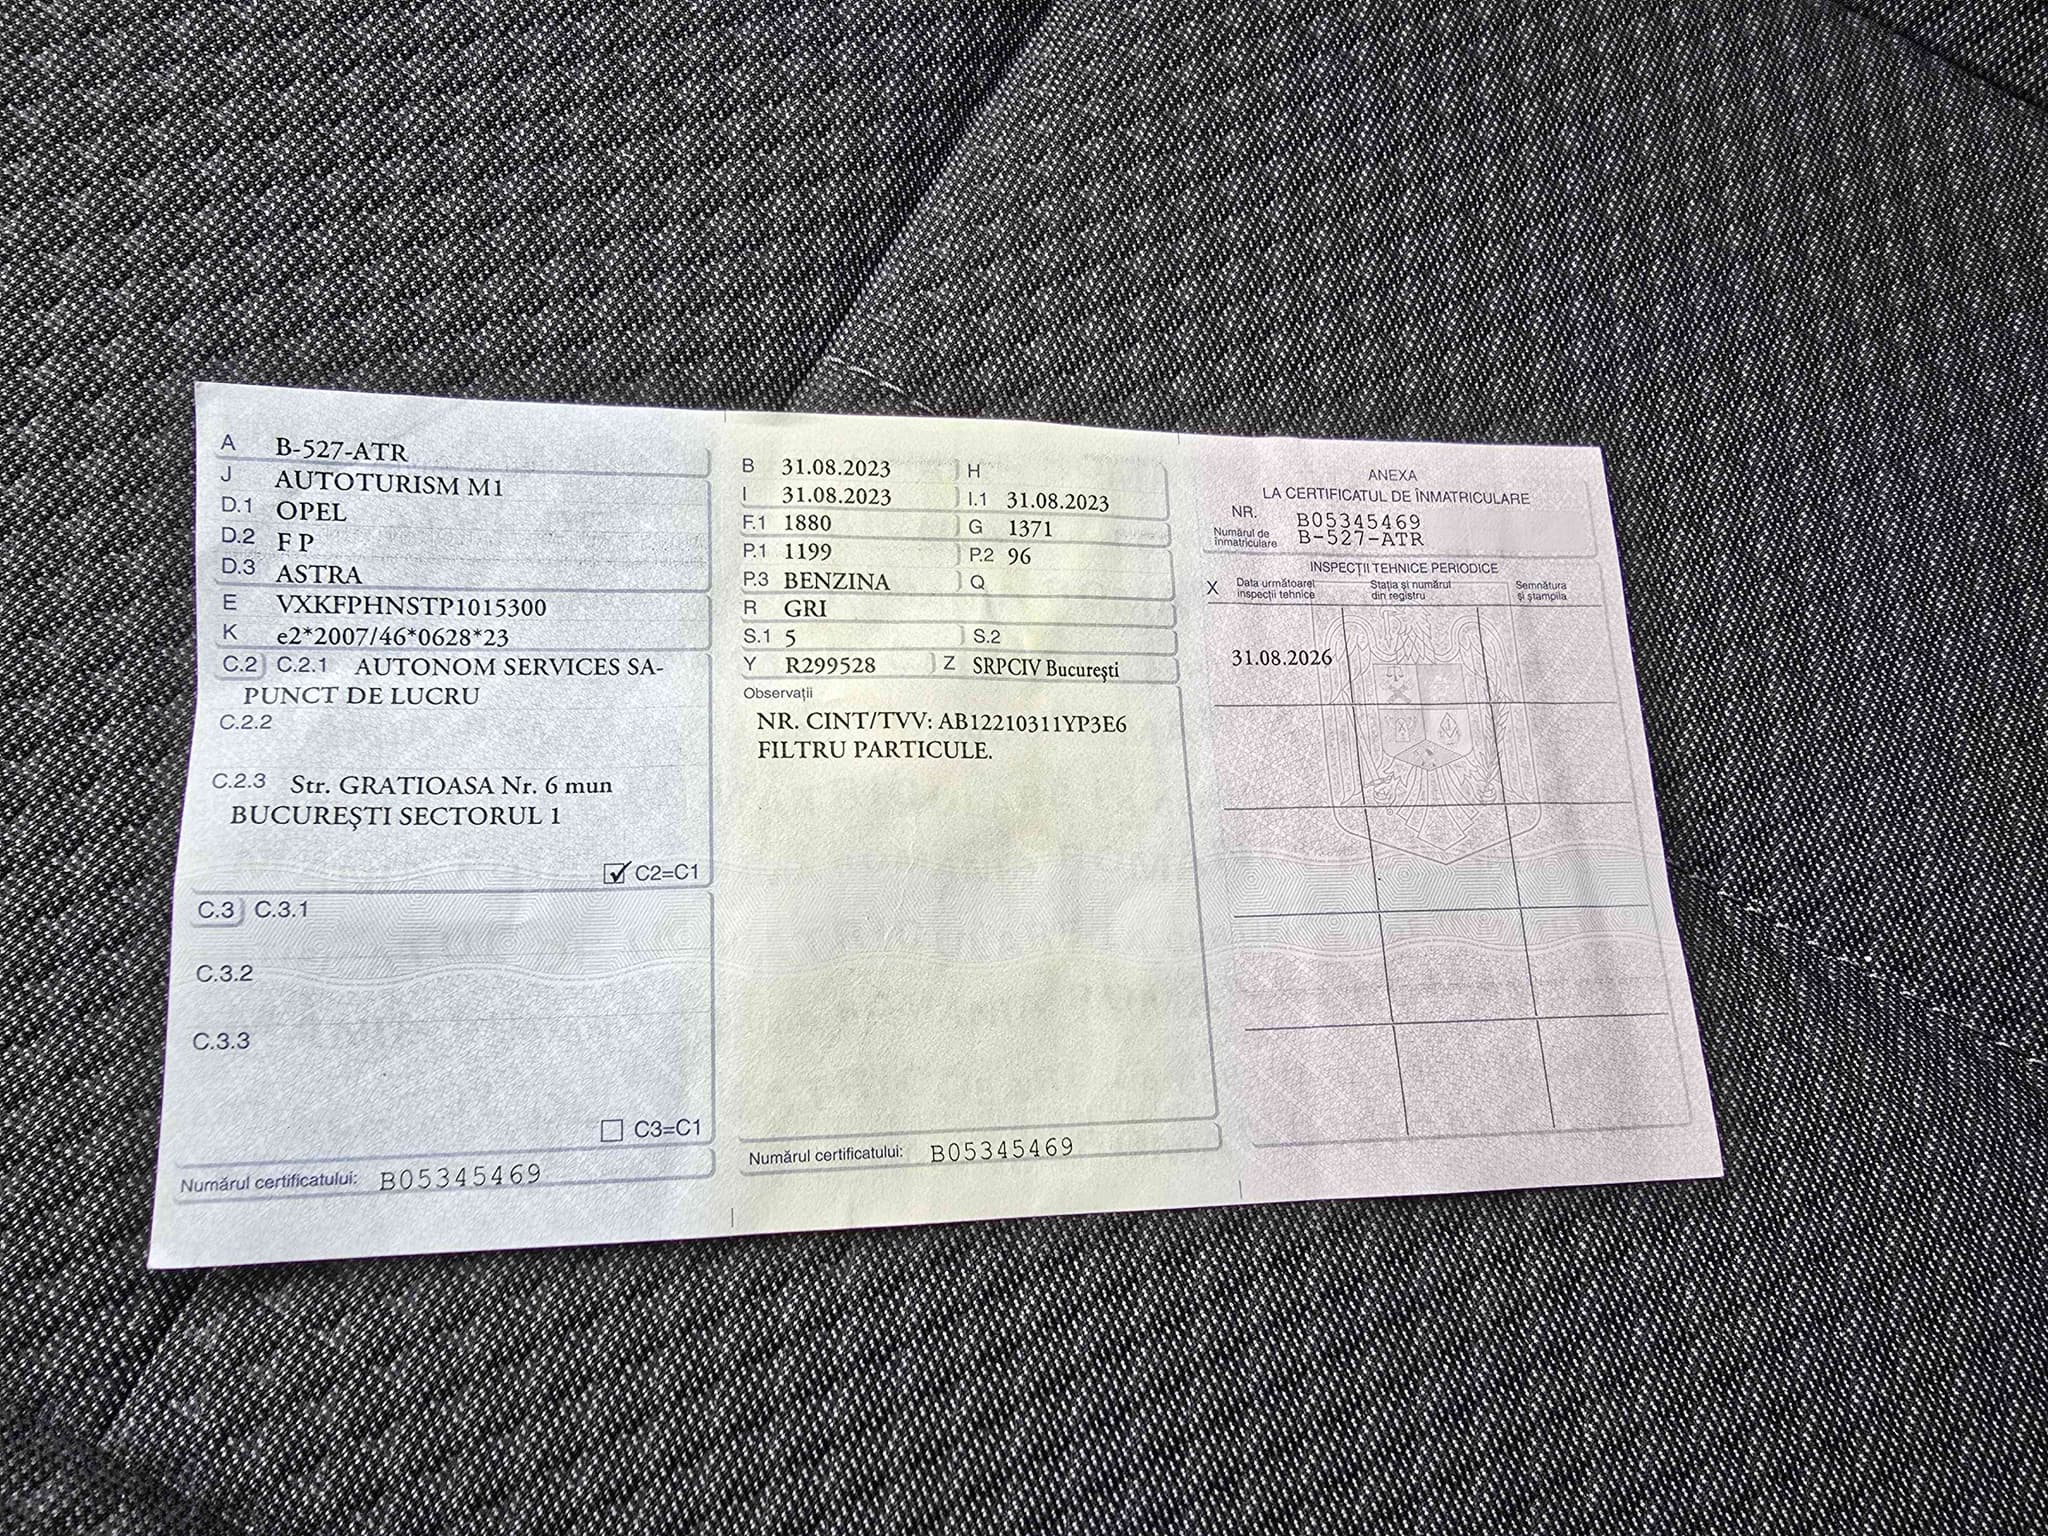 A B-527-ATR
J AUTOTURISM M1
D.1 OPEL
D.2 F P
D.3 ASTRA
E VXKFPHNSTP1015300
K e2*2007/46*0628*23
C.2 C.2.1 AUTONOM SERVICES SA-
PUNCT DE LUCRU
C.2.2
C.2.3 Str. GRATIOASA Nr. 6 mun
BUCUREŞTI SECTORUL 1
C2=C1
C.3 C.3.1
C.3.2
C.3.3
C3=C1
Numărul certificatului: B05345469
B 31.08.2023 H
I 31.08.2023 I.1 31.08.2023
F.1 1880 G 1371
P.1 1199 P.2 96
P.3 BENZINA Q
R GRI
S.1 5 S.2
Y R299528 Z SRPCIV Bucureşti
Observaţii
NR. CINT/TVV: AB12210311YP3E6
FILTRU PARTICULE.
Numărul certificatului: B05345469
ANEXA
LA CERTIFICATUL DE ÎNMATRICULARE
NR. B05345469
Numărul de
înmatriculare B-527-ATR
INSPECŢII TEHNICE PERIODICE
X Data următoarei inspecţii tehnice Staţia şi numărul din registru Semnătura şi ştampila
31.08.2026